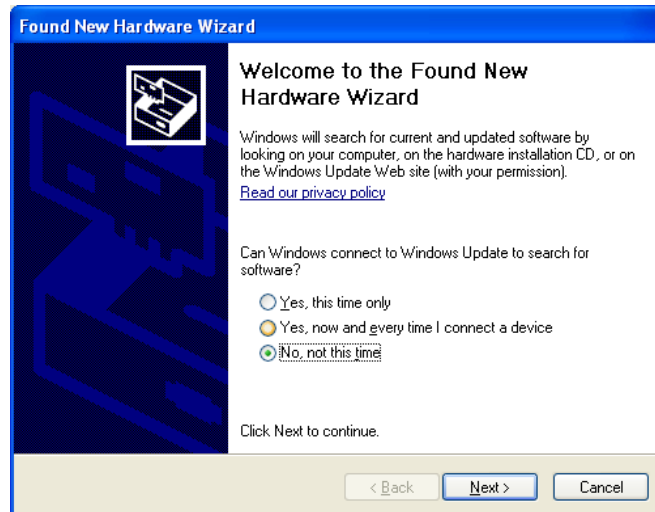 Found New Hardware Wizard
Welcome to the Found New
Hardware Wizard
Windows will search for current and updated software by
looking on your computer, on the hardware installation CD, or on
the Windows Update Web site (with your permission).
Read our privacy policy
Can Windows connect to Windows Update to search for
software?
Yes, this time only
Yes, now and every time I connect a device
No, not this time
Click Next to continue.
< Back
Next >
Cancel